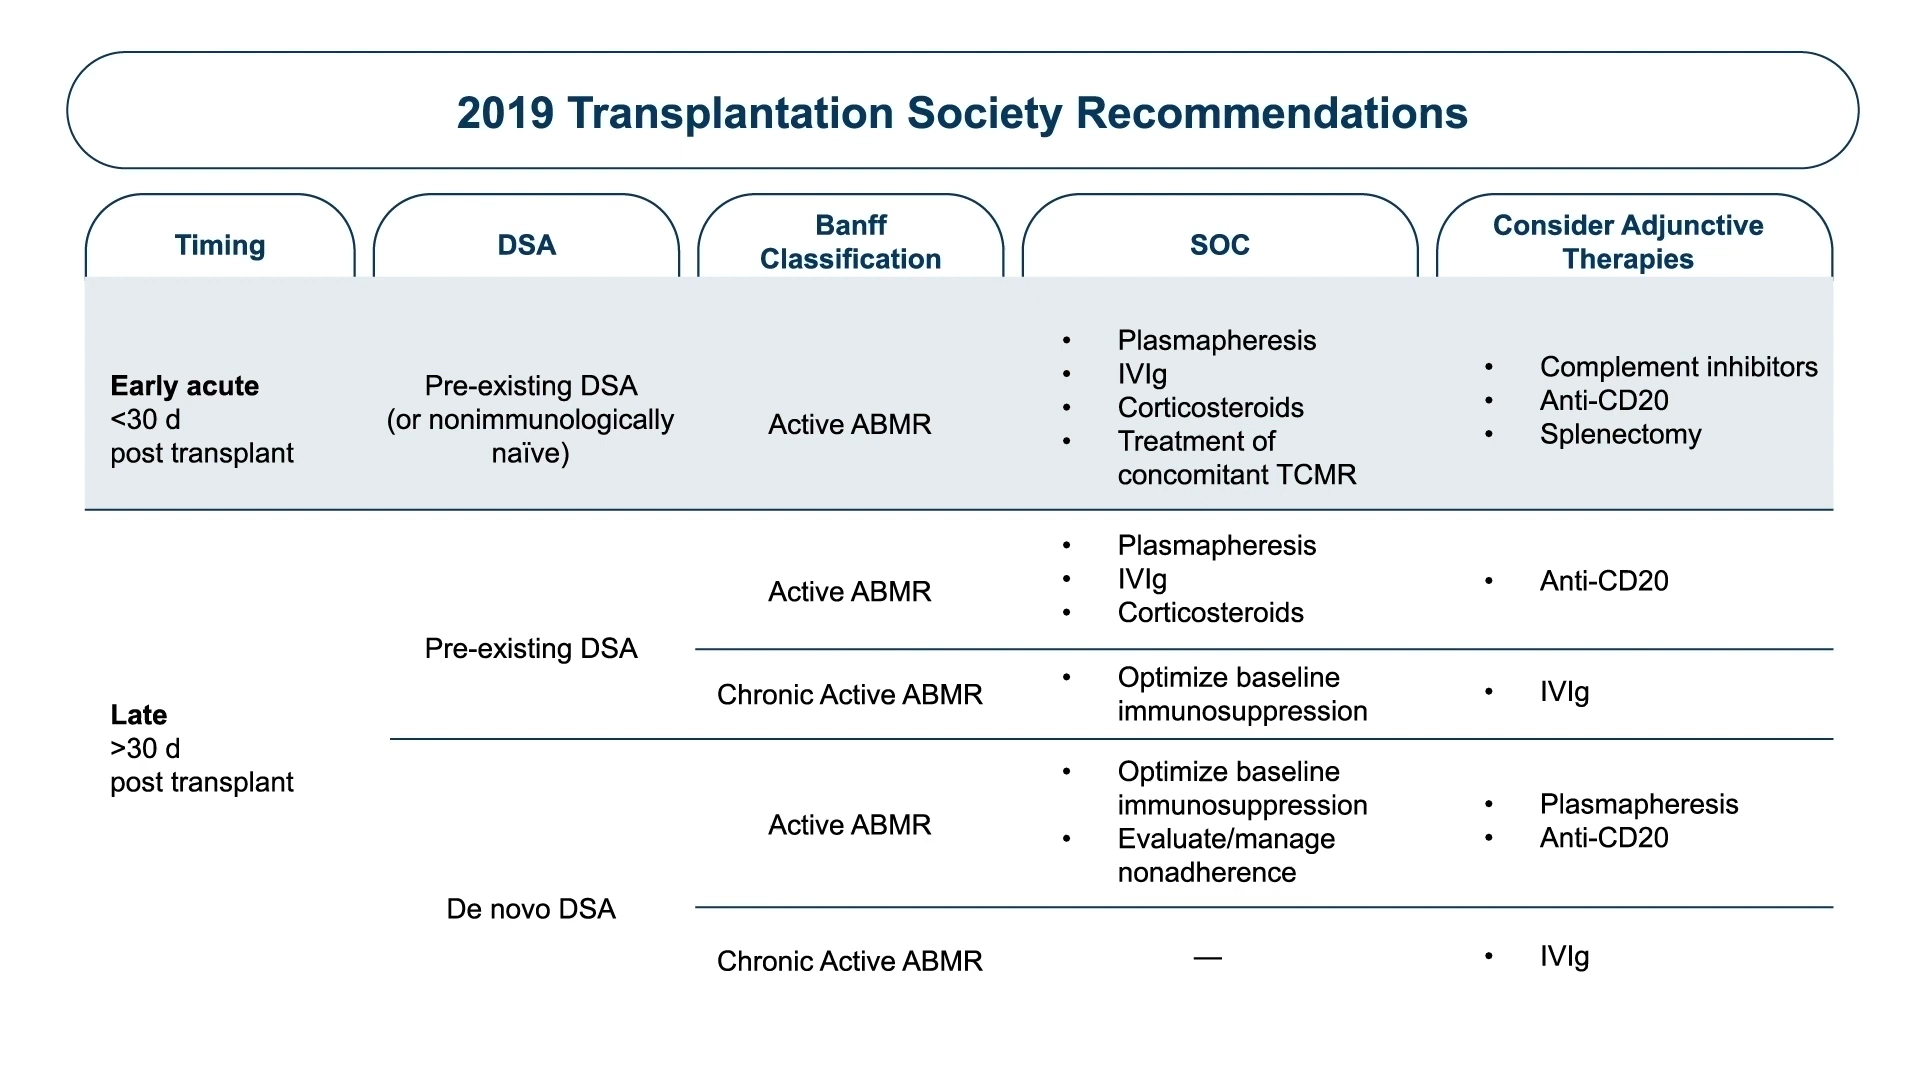 2019 Transplantation Society Recommendations
Timing
DSA
Banff
Classification
SOC
Consider Adjunctive
Therapies
Early acute
<30 d
post transplant
Pre-existing DSA
(or nonimmunologically
naïve)
Active ABMR
• Plasmapheresis
• IVIg
• Corticosteroids
• Treatment of
concomitant TCMR
• Complement inhibitors
• Anti-CD20
• Splenectomy
Late
>30 d
post transplant
Pre-existing DSA
Active ABMR
• Plasmapheresis
• IVIg
• Corticosteroids
• Anti-CD20
Chronic Active ABMR
• Optimize baseline
immunosuppression
• IVIg
De novo DSA
Active ABMR
• Optimize baseline
immunosuppression
• Evaluate/manage
nonadherence
• Plasmapheresis
• Anti-CD20
Chronic Active ABMR
—
• IVIg